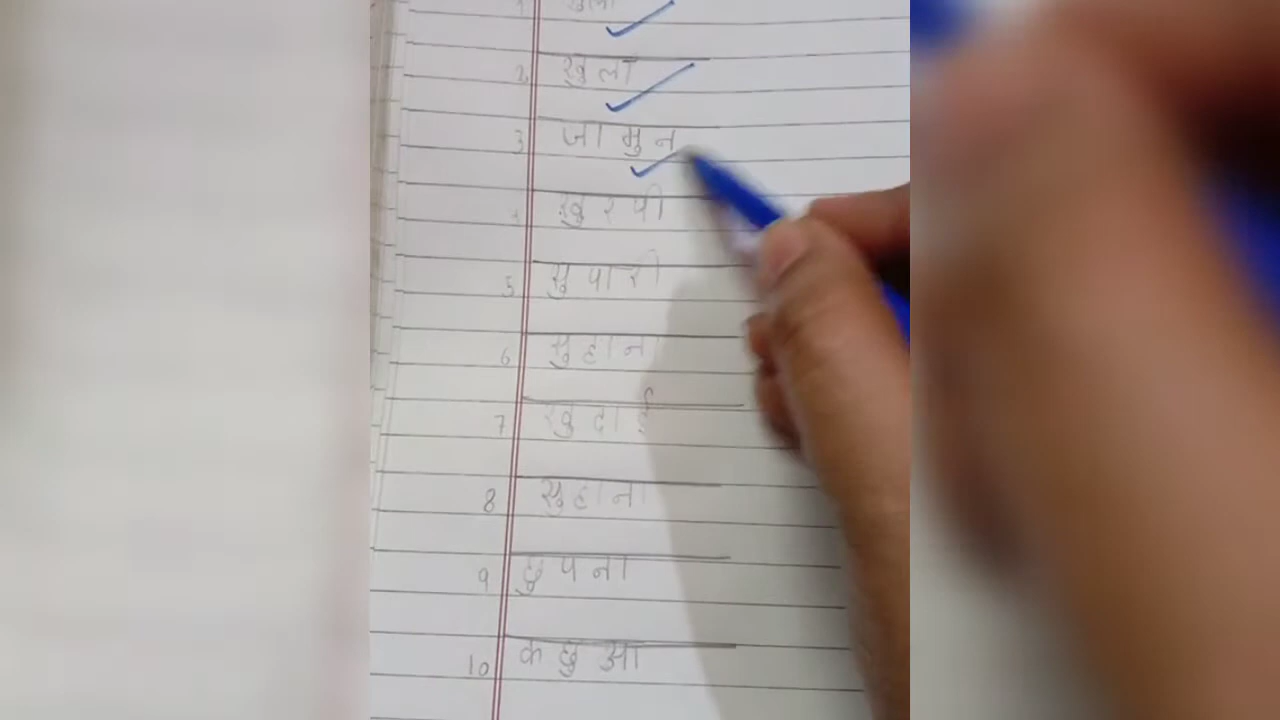 2 खुला
3 जामुन
4 खुरपी
5 सुपारी
6 सुहाना
7 खुदाई
8 सुहाना
9 छुपना
10 कछुआ